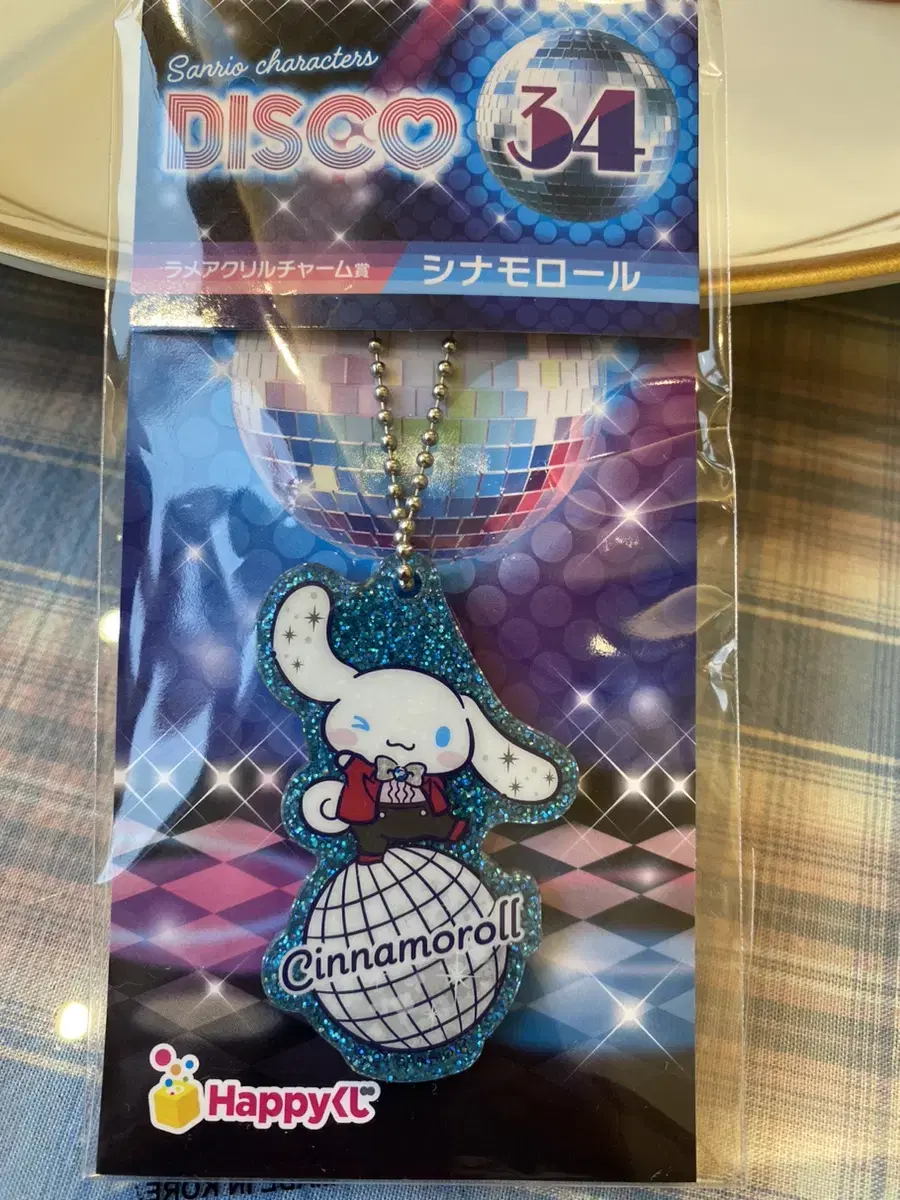 Sanrio characters
DISCO
34
ラメアクリルチャーム賞
シナモロール
Cinnamoroll
Happyくじ